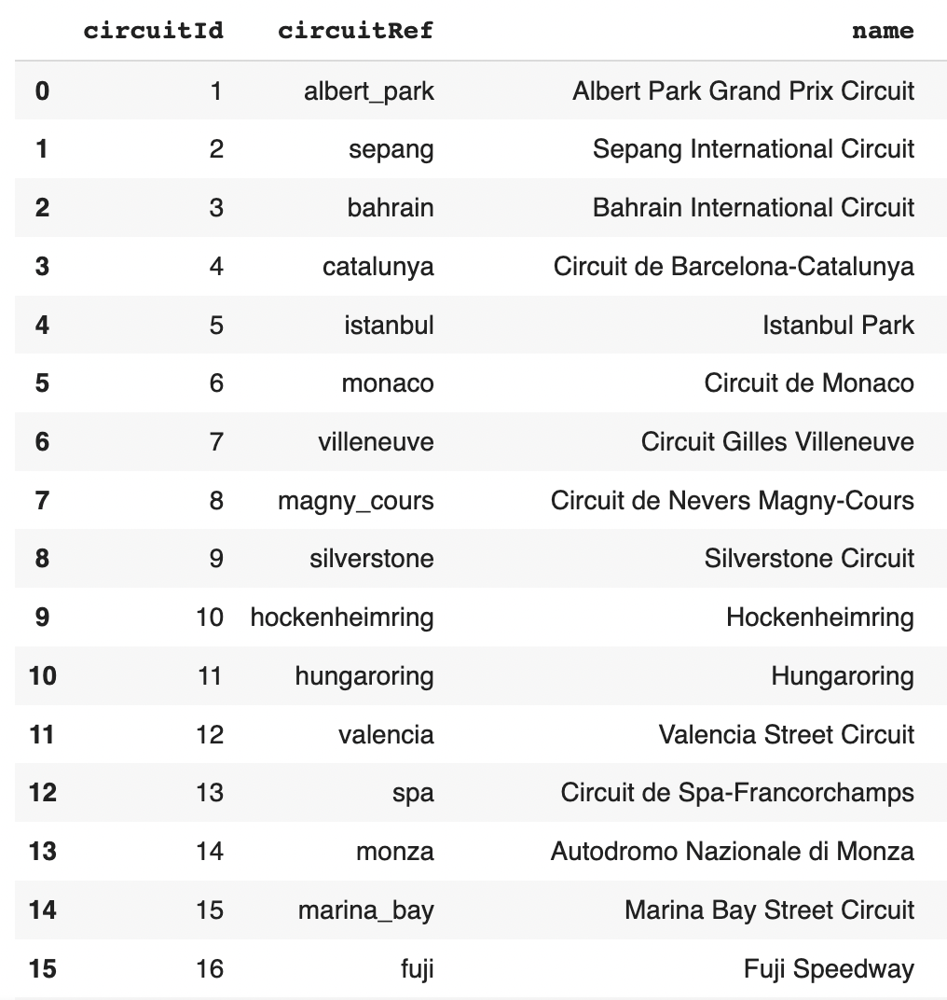 circuitId circuitRef name
0 1 albert_park Albert Park Grand Prix Circuit
1 2 sepang Sepang International Circuit
2 3 bahrain Bahrain International Circuit
3 4 catalunya Circuit de Barcelona-Catalunya
4 5 istanbul Istanbul Park
5 6 monaco Circuit de Monaco
6 7 villeneuve Circuit Gilles Villeneuve
7 8 magny_cours Circuit de Nevers Magny-Cours
8 9 silverstone Silverstone Circuit
9 10 hockenheimring Hockenheimring
10 11 hungaroring Hungaroring
11 12 valencia Valencia Street Circuit
12 13 spa Circuit de Spa-Francorchamps
13 14 monza Autodromo Nazionale di Monza
14 15 marina_bay Marina Bay Street Circuit
15 16 fuji Fuji Speedway